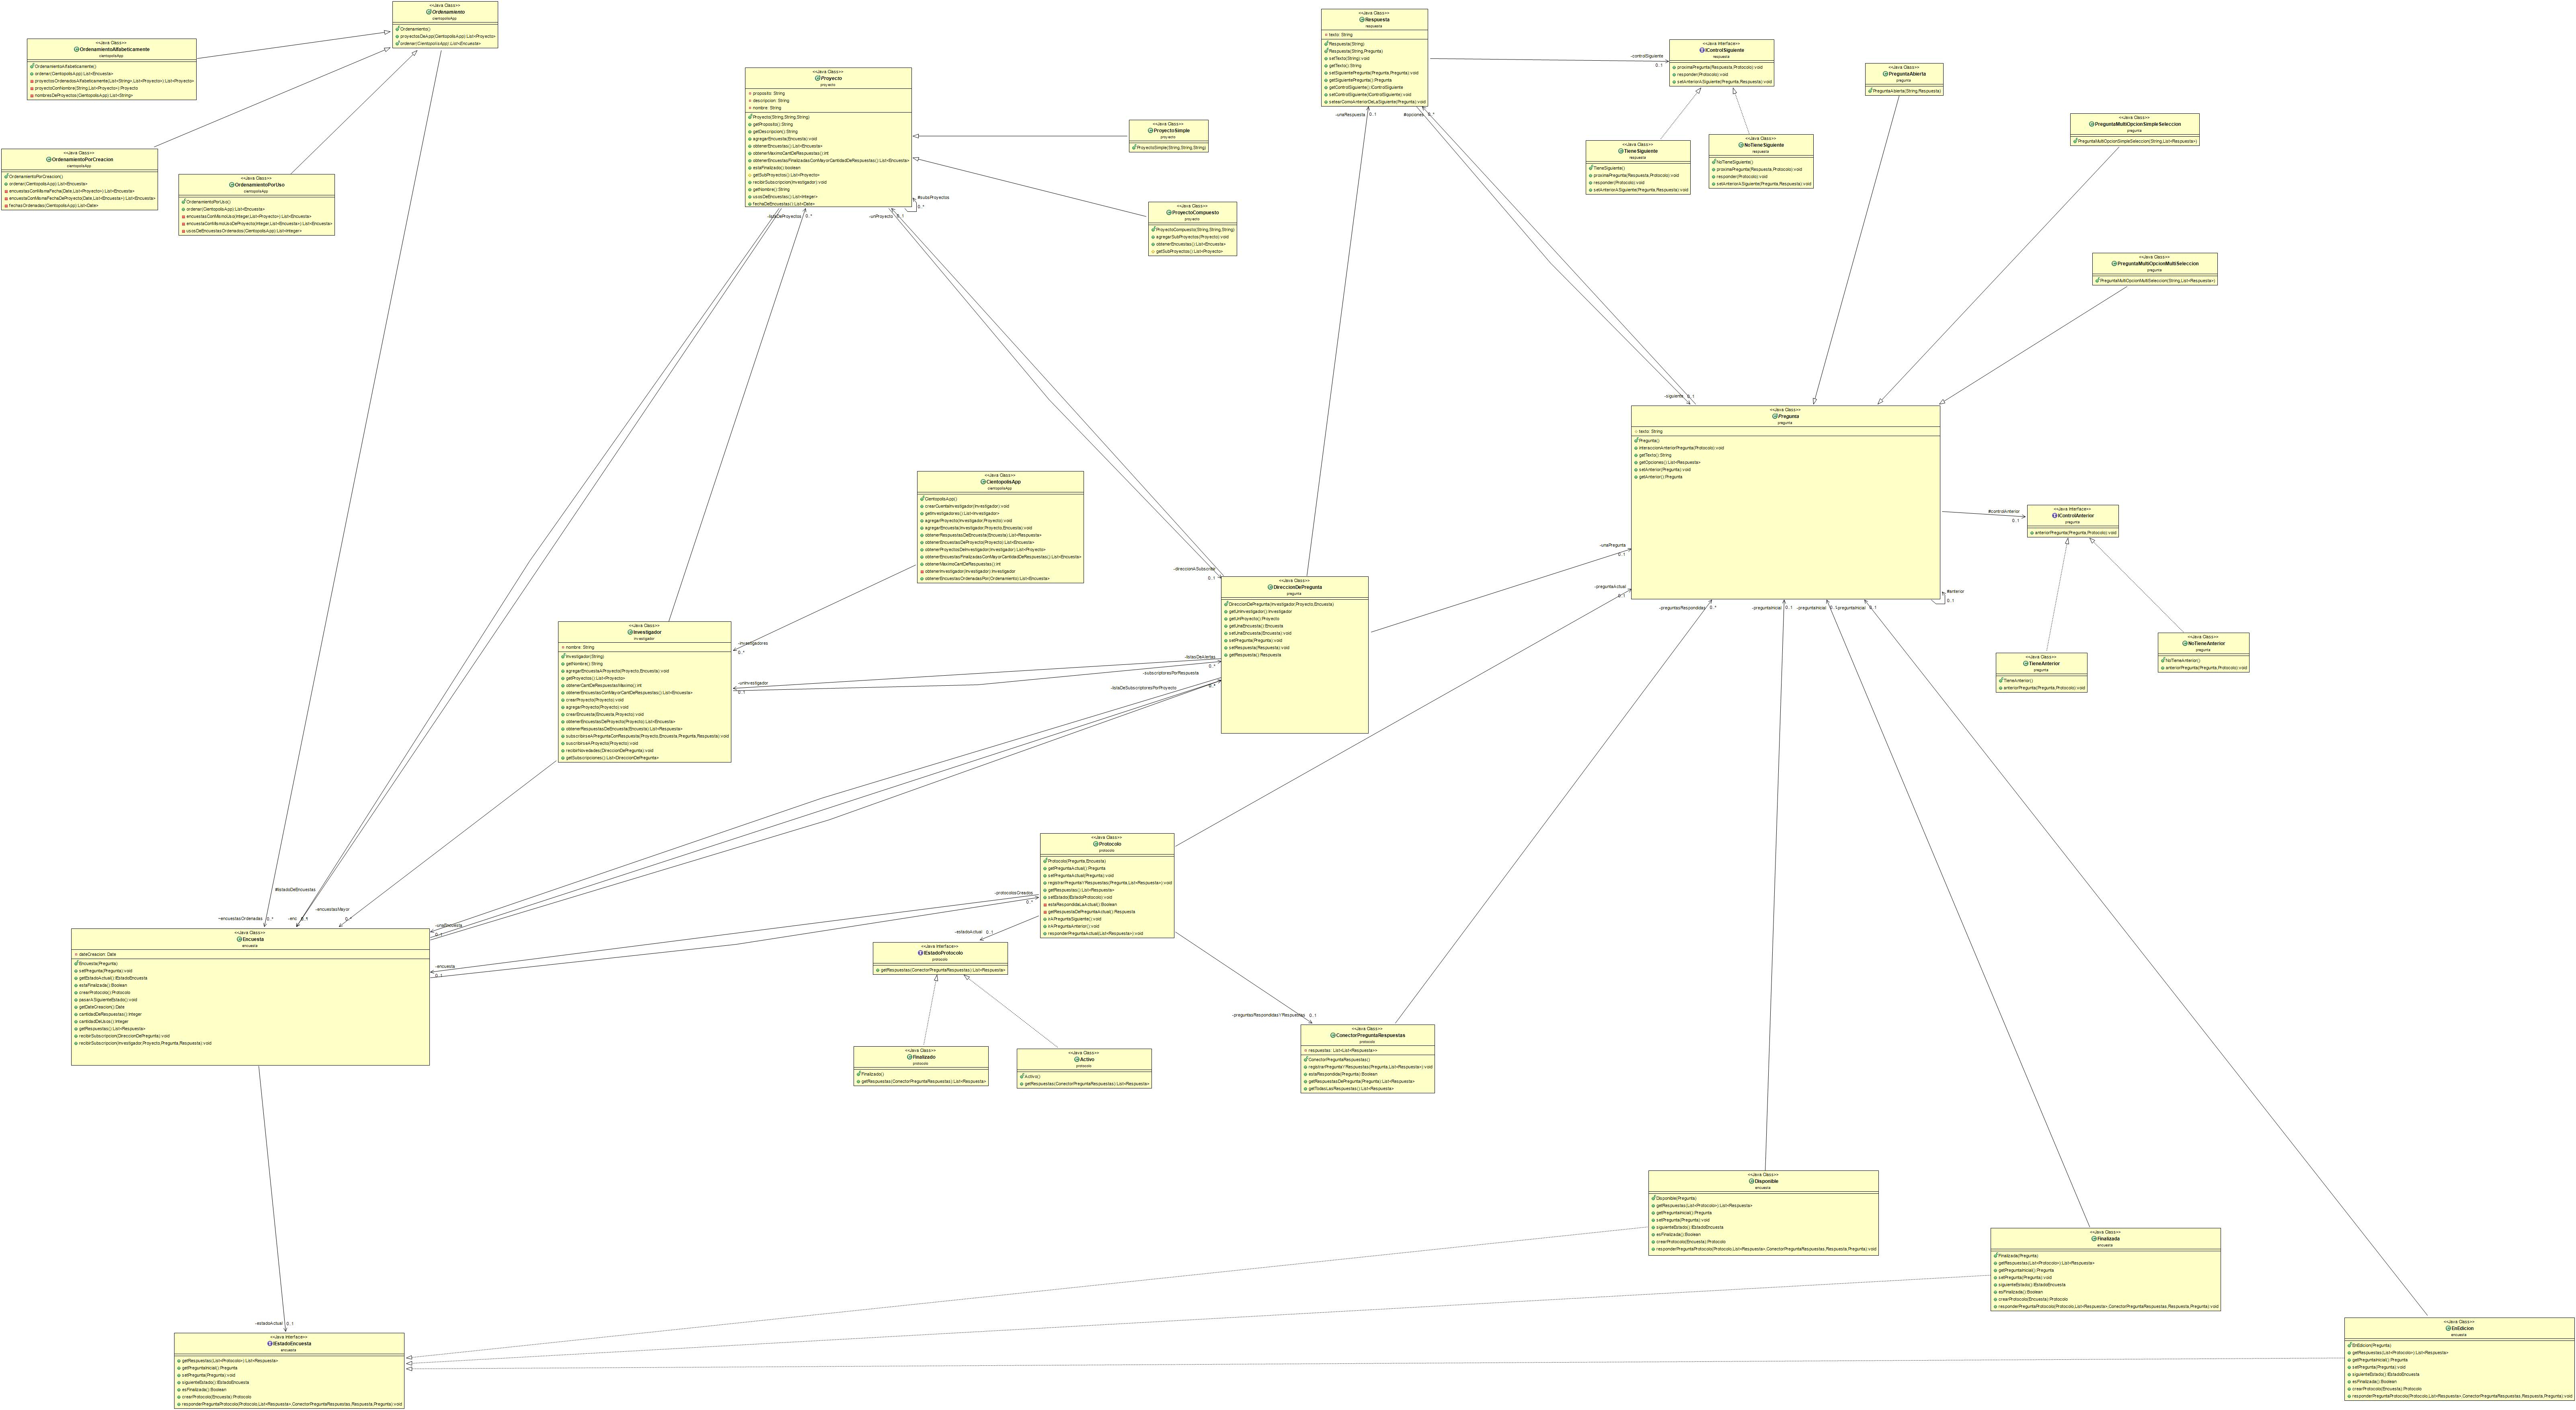 <<Java Class>>
Ordenamiento
cientopolisApp
Ordenamiento()
proyectosDeApp(CientopolisApp):List<Proyecto>
ordenar(CientopolisApp):List<Encuesta>
<<Java Class>>
OrdenamientoAlfabeticamente
cientopolisApp
OrdenamientoAlfabeticamente()
ordenar(CientopolisApp):List<Encuesta>
proyectosOrdenadosAlfabeticamente(List<String>,List<Proyecto>):List<Proyecto>
proyectoConNombre(String,List<Proyecto>):Proyecto
nombresDeProyectos(CientopolisApp):List<String>
<<Java Class>>
OrdenamientoPorCreacion
cientopolisApp
OrdenamientoPorCreacion()
ordenar(CientopolisApp):List<Encuesta>
encuestasConMismaFecha(Date,List<Proyecto>):List<Encuesta>
encuestaConMismaFechaDeProyecto(Date,List<Encuesta>):List<Encuesta>
fechasOrdenadas(CientopolisApp):List<Date>
<<Java Class>>
OrdenamientoPorUso
cientopolisApp
OrdenamientoPorUso()
ordenar(CientopolisApp):List<Encuesta>
encuestasConMismoUso(Integer,List<Proyecto>):List<Encuesta>
encuestaConMismoUsoDeProyecto(Integer,List<Encuesta>):List<Encuesta>
usosDeEncuestasOrdenados(CientopolisApp):List<Integer>
<<Java Class>>
Proyecto
proyecto
proposito: String
descripcion: String
nombre: String
Proyecto(String,String,String)
getProposito():String
getDescripcion():String
agregarEncuesta(Encuesta):void
obtenerEncuestas():List<Encuesta>
obtenerMaximoCantDeRespuestas():int
obtenerEncuestasFinalizadasConMayorCantidadDeRespuestas():List<Encuesta>
estaFinalizado():boolean
getSubProyectos():List<Proyecto>
recibirSubscripcion(Investigador):void
getNombre():String
usosDeEncuestas():List<Integer>
fechaDeEncuestas():List<Date>
#subsProyectos
0..*
-listaDeProyectos 0..*
-unProyecto 0..1
<<Java Class>>
ProyectoSimple
proyecto
ProyectoSimple(String,String,String)
<<Java Class>>
ProyectoCompuesto
proyecto
ProyectoCompuesto(String,String,String)
agregarSubProyectos(Proyecto):void
obtenerEncuestas():List<Encuesta>
getSubProyectos():List<Proyecto>
<<Java Class>>
Respuesta
respuesta
texto: String
Respuesta(String)
Respuesta(String,Pregunta)
setTexto(String):void
getTexto():String
setSiguientePregunta(Pregunta,Pregunta):void
getSiguientePregunta():Pregunta
getControlSiguiente():IControlSiguiente
setControlSiguiente(IControlSiguiente):void
setearComoAnteriorDeLaSiguiente(Pregunta):void
-unaRespuesta 0..1
#opciones 0..*
-controlSiguiente
0..1
<<Java Interface>>
IControlSiguiente
respuesta
proximaPregunta(Respuesta,Protocolo):void
responder(Protocolo):void
setAnteriorASiguiente(Pregunta,Respuesta):void
<<Java Class>>
TieneSiguiente
respuesta
TieneSiguiente()
proximaPregunta(Respuesta,Protocolo):void
responder(Protocolo):void
setAnteriorASiguiente(Pregunta,Respuesta):void
<<Java Class>>
NoTieneSiguiente
respuesta
NoTieneSiguiente()
proximaPregunta(Respuesta,Protocolo):void
responder(Protocolo):void
setAnteriorASiguiente(Pregunta,Respuesta):void
<<Java Class>>
PreguntaAbierta
pregunta
PreguntaAbierta(String,Respuesta)
<<Java Class>>
PreguntaMultiOpcionSimpleSeleccion
pregunta
PreguntaMultiOpcionSimpleSeleccion(String,List<Respuesta>)
<<Java Class>>
PreguntaMultiOpcionMultiSeleccion
pregunta
PreguntaMultiOpcionMultiSeleccion(String,List<Respuesta>)
-siguiente 0..1
<<Java Class>>
Pregunta
pregunta
texto: String
Pregunta()
interaccionAnteriorPregunta(Protocolo):void
getTexto():String
getOpciones():List<Respuesta>
setAnterior(Pregunta):void
getAnterior():Pregunta
#anterior
0..1
-unaPregunta
0..1
-preguntaActual
0..1
-preguntasRespondidas 0..*
-preguntaInicial 0..1
-preguntaInicial 0..1
-preguntaInicial 0..1
#controlAnterior
0..1
<<Java Interface>>
IControlAnterior
pregunta
anteriorPregunta(Pregunta,Protocolo):void
<<Java Class>>
TieneAnterior
pregunta
TieneAnterior()
anteriorPregunta(Pregunta,Protocolo):void
<<Java Class>>
NoTieneAnterior
pregunta
NoTieneAnterior()
anteriorPregunta(Pregunta,Protocolo):void
<<Java Class>>
CientopolisApp
cientopolisApp
CientopolisApp()
crearCuentaInvestigador(Investigador):void
getInvestigadores():List<Investigador>
agregarProyecto(Investigador,Proyecto):void
agregarEncuesta(Investigador,Proyecto,Encuesta):void
obtenerRespuestasDeEncuesta(Encuesta):List<Respuesta>
obtenerEncuestasDeProyecto(Proyecto):List<Encuesta>
obtenerProyectosDeInvestigador(Investigador):List<Proyecto>
obtenerEncuestasFinalizadasConMayorCantidadDeRespuestas():List<Encuesta>
obtenerMaximoCantDeRespuestas():int
obtenerInvestigador(Investigador):Investigador
obtenerEncuestasOrdenadasPor(Ordenamiento):List<Encuesta>
-direccionASubscribir
0..1
<<Java Class>>
DireccionDePregunta
pregunta
DireccionDePregunta(Investigador,Proyecto,Encuesta)
getUnInvestigador():Investigador
getUnProyecto():Proyecto
getUnaEncuesta():Encuesta
setUnaEncuesta(Encuesta):void
setPregunta(Pregunta):void
setRespuesta(Respuesta):void
getRespuesta():Respuesta
<<Java Class>>
Investigador
investigador
nombre: String
Investigador(String)
getNombre():String
agregarEncuestaAProyecto(Proyecto,Encuesta):void
getProyectos():List<Proyecto>
obtenerCantDeRespuestasMaximo():int
obtenerEncuestasConMayorCantDeRespuestas():List<Encuesta>
crearProyecto(Proyecto):void
agregarProyecto(Proyecto):void
crearEncuesta(Encuesta,Proyecto):void
obtenerEncuestasDeProyecto(Proyecto):List<Encuesta>
obtenerRespuestasDeEncuesta(Encuesta):List<Respuesta>
subscribirseAPreguntaConRespuesta(Proyecto,Encuesta,Pregunta,Respuesta):void
suscribirseAProyecto(Proyecto):void
recibeNovedades(DireccionDePregunta):void
getSubscripciones():List<DireccionDePregunta>
-investigadores
0..*
-listaDeAlertas
0..*
-unInvestigador
0..1
-subscriptoresPorRespuesta
-listaDeSubscriptoresPorProyecto
0..*
<<Java Class>>
Protocolo
protocolo
Protocolo(Pregunta,Encuesta)
getPreguntaActual():Pregunta
setPreguntaActual(Pregunta):void
registrarPreguntaYRespuestas(Pregunta,List<Respuesta>):void
getRespuestas():List<Respuesta>
setEstado(IEstadoProtocolo):void
estaRespondidaLaActual():Boolean
getRespuestaDePreguntaActual():Respuesta
irAPreguntaSiguiente():void
irAPreguntaAnterior():void
responderPreguntaActual(List<Respuesta>):void
-protocolosCreados
0..*
-estadoActual 0..1
<<Java Interface>>
IEstadoProtocolo
protocolo
getRespuestas(ConectorPreguntaRespuestas):List<Respuesta>
<<Java Class>>
Finalizado
protocolo
Finalizado()
getRespuestas(ConectorPreguntaRespuestas):List<Respuesta>
<<Java Class>>
Activo
protocolo
Activo()
getRespuestas(ConectorPreguntaRespuestas):List<Respuesta>
-preguntasRespondidasYRespuestas 0..1
<<Java Class>>
ConectorPreguntaRespuestas
protocolo
respuestas: List<List<Respuesta>>
ConectorPreguntaRespuestas()
registrarPreguntaYRespuestas(Pregunta,List<Respuesta>):void
estaRespondida(Pregunta):Boolean
getRespuestasDePregunta(Pregunta):List<Respuesta>
getTodasLasRespuestas():List<Respuesta>
#listadoDeEncuestas
~encuestasOrdenadas 0..*
-enc
-encuestasMayor
0..*
-unaEncuesta
0..1
-encuesta
0..1
<<Java Class>>
Encuesta
encuesta
dateCreacion: Date
Encuesta(Pregunta)
setPregunta(Pregunta):void
getEstadoActual():IEstadoEncuesta
estaFinalizada():Boolean
crearProtocolo():Protocolo
pasarASiguienteEstado():void
getDateCreacion():Date
cantidadDeRespuestas():Integer
cantidadDeUsos():Integer
getRespuestas():List<Respuesta>
recibirSubscripcion(DireccionDePregunta):void
recibirSubscripcion(Investigador,Proyecto,Pregunta,Respuesta):void
-estadoActual 0..1
<<Java Interface>>
IEstadoEncuesta
encuesta
getRespuestas(List<Protocolo>):List<Respuesta>
getPreguntaInicial():Pregunta
setPregunta(Pregunta):void
siguienteEstado():IEstadoEncuesta
esFinalizada():Boolean
crearProtocolo(Encuesta):Protocolo
responderPreguntaProtocolo(Protocolo,List<Respuesta>,ConectorPreguntaRespuestas,Respuesta,Pregunta):void
<<Java Class>>
Disponible
encuesta
Disponible(Pregunta)
getRespuestas(List<Protocolo>):List<Respuesta>
getPreguntaInicial():Pregunta
setPregunta(Pregunta):void
siguienteEstado():IEstadoEncuesta
esFinalizada():Boolean
crearProtocolo(Encuesta):Protocolo
responderPreguntaProtocolo(Protocolo,List<Respuesta>,ConectorPreguntaRespuestas,Respuesta,Pregunta):void
<<Java Class>>
Finalizada
encuesta
Finalizada(Pregunta)
getRespuestas(List<Protocolo>):List<Respuesta>
getPreguntaInicial():Pregunta
setPregunta(Pregunta):void
siguienteEstado():IEstadoEncuesta
esFinalizada():Boolean
crearProtocolo(Encuesta):Protocolo
responderPreguntaProtocolo(Protocolo,List<Respuesta>,ConectorPreguntaRespuestas,Respuesta,Pregunta):void
<<Java Class>>
EnEdicion
encuesta
EnEdicion(Pregunta)
getRespuestas(List<Protocolo>):List<Respuesta>
getPreguntaInicial():Pregunta
setPregunta(Pregunta):void
siguienteEstado():IEstadoEncuesta
esFinalizada():Boolean
crearProtocolo(Encuesta):Protocolo
responderPreguntaProtocolo(Protocolo,List<Respuesta>,ConectorPreguntaRespuestas,Respuesta,Pregunta):void